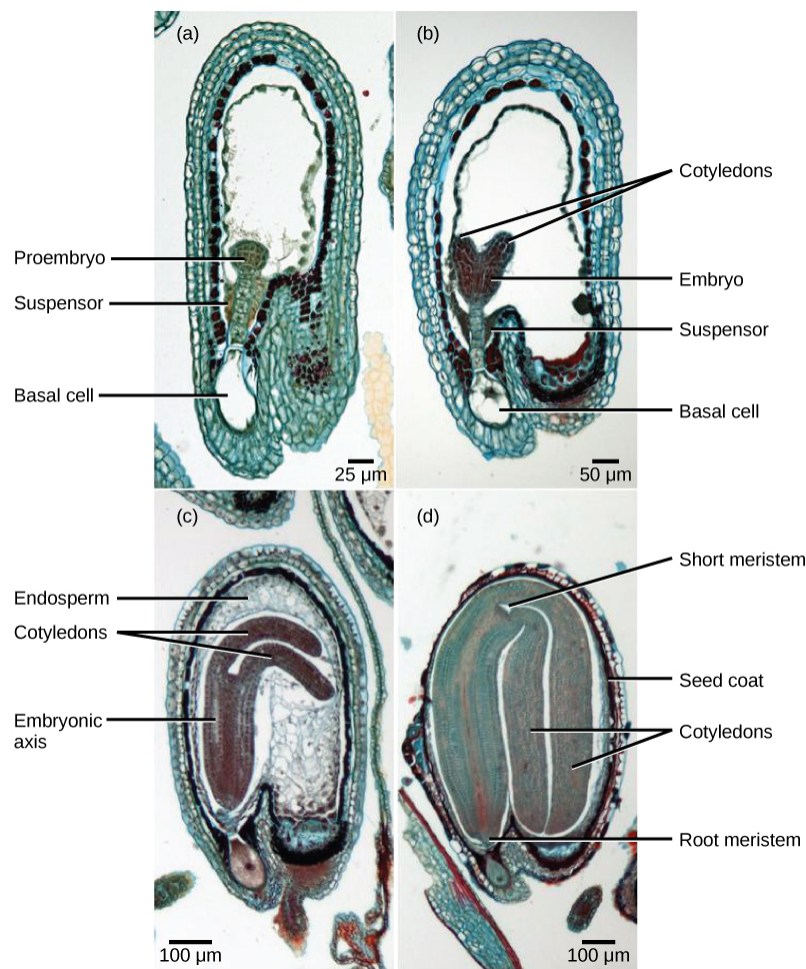 (a)
Proembryo
Suspensor
Basal cell
25 µm
(b)
Cotyledons
Embryo
Suspensor
Basal cell
50 µm
(c)
Endosperm
Cotyledons
Embryonic
axis
100 µm
(d)
Short meristem
Seed coat
Cotyledons
Root meristem
100 µm